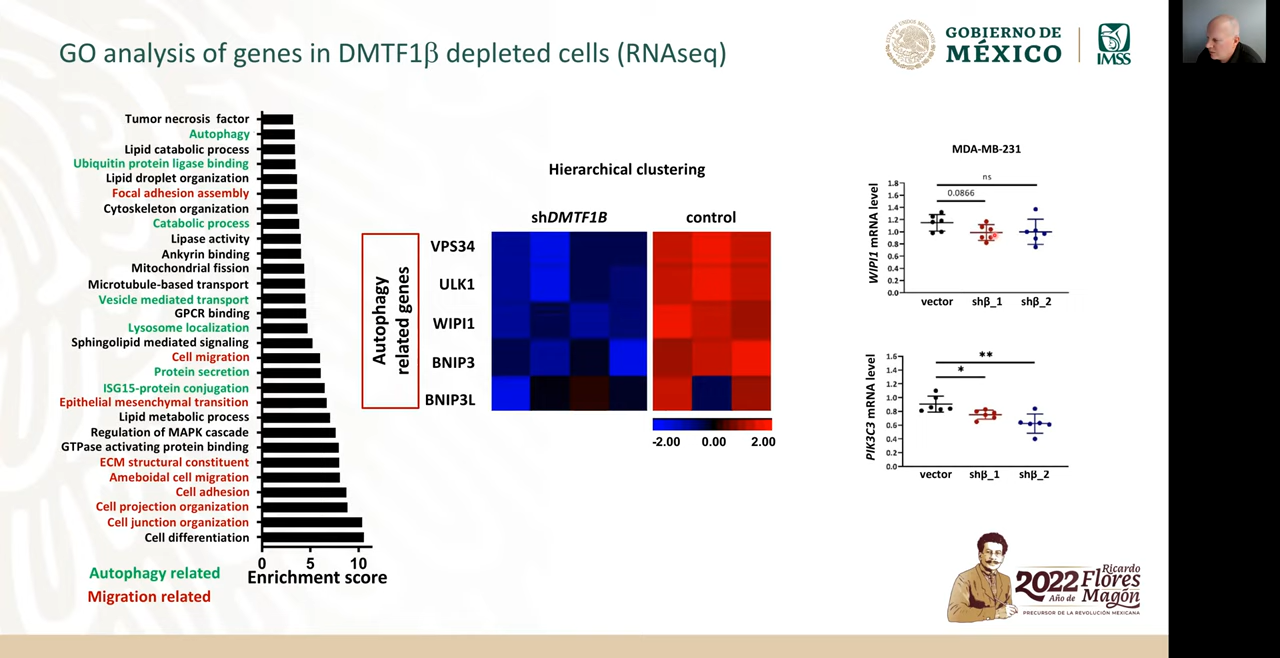 GO analysis of genes in DMTF1β depleted cells (RNAseq)
GOBIERNO DE
MÉXICO
IMSS
Tumor necrosis factor
Autophagy
Lipid catabolic process
Ubiquitin protein ligase binding
Lipid droplet organization
Focal adhesion assembly
Cytoskeleton organization
Catabolic process
Lipase activity
Ankyrin binding
Mitochondrial fission
Microtubule-based transport
Vesicle mediated transport
GPCR binding
Lysosome localization
Sphingolipid mediated signaling
Cell migration
Protein secretion
ISG15-protein conjugation
Epithelial mesenchymal transition
Lipid metabolic process
Regulation of MAPK cascade
GTPase activating protein binding
ECM structural constituent
Ameboidal cell migration
Cell adhesion
Cell projection organization
Cell junction organization
Cell differentiation
0 5 10
Enrichment score
Autophagy related
Migration related
Hierarchical clustering
shDMTF1B control
Autophagy
related genes
VPS34
ULK1
WIPI1
BNIP3
BNIP3L
-2.00 0.00 2.00
MDA-MB-231
WIPI1 mRNA level
1.8
1.6
1.4
1.2
1.0
0.8
0.6
0.4
0.2
0.0
ns
0.0866
vector shβ_1 shβ_2
PIK3C3 mRNA level
1.6
1.4
1.2
1.0
0.8
0.6
0.4
0.2
0.0
**
*
vector shβ_1 shβ_2
2022
Año de
Ricardo
Flores
Magón
PRECURSOR DE LA REVOLUCIÓN MEXICANA